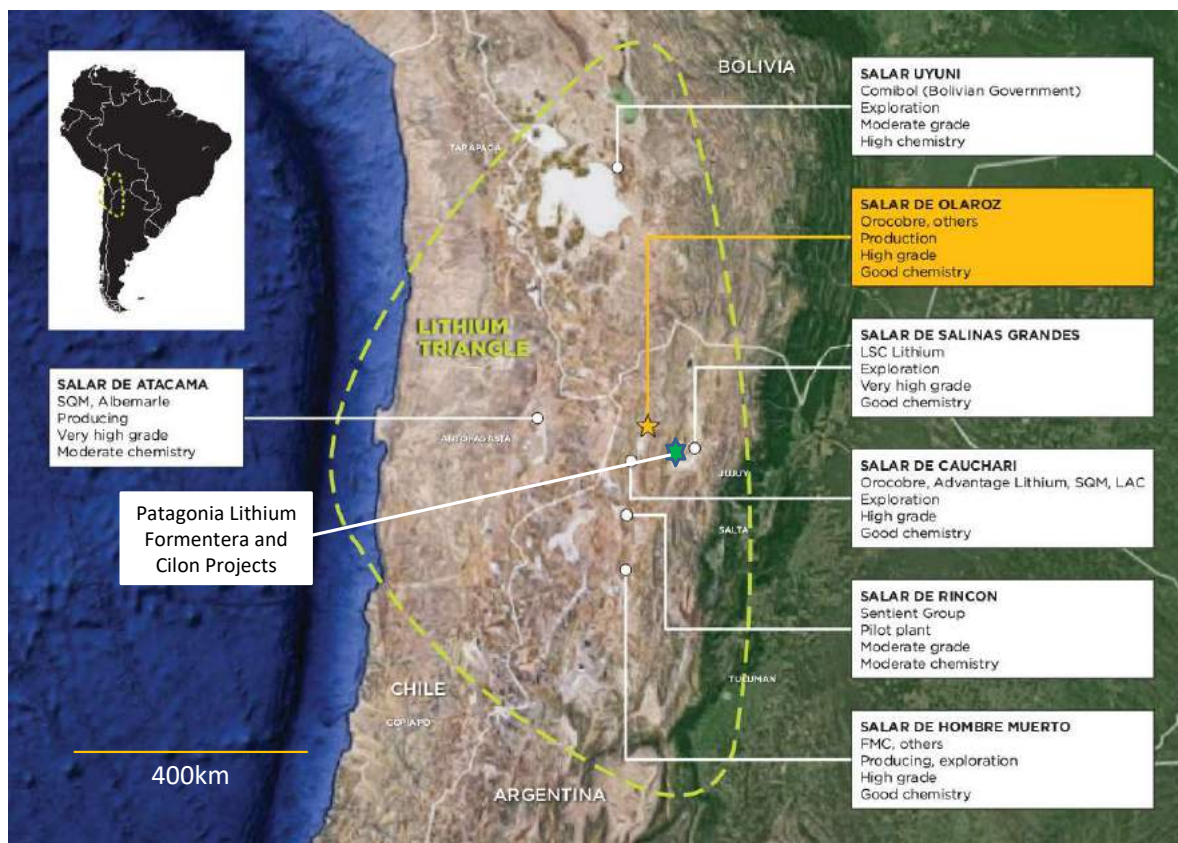 BOLIVIA
TARAPACA
LITHIUM
TRIANGLE
SALAR DE ATACAMA
SQM, Albemarle
Producing
Very high grade
Moderate chemistry
ANTOFAGASTA
Patagonia Lithium
Formentera and
Cilon Projects
JUJUY
SALTA
TUCUMAN
CHILE
COPIAPO
400km
ARGENTINA
SALAR UYUNI
Comibol (Bolivian Government)
Exploration
Moderate grade
High chemistry
SALAR DE OLAROZ
Orocobre, others
Production
High grade
Good chemistry
SALAR DE SALINAS GRANDES
LSC Lithium
Exploration
Very high grade
Good chemistry
SALAR DE CAUCHARI
Orocobre, Advantage Lithium, SQM, LAC
Exploration
High grade
Good chemistry
SALAR DE RINCON
Sentient Group
Pilot plant
Moderate grade
Moderate chemistry
SALAR DE HOMBRE MUERTO
FMC, others
Producing, exploration
High grade
Good chemistry